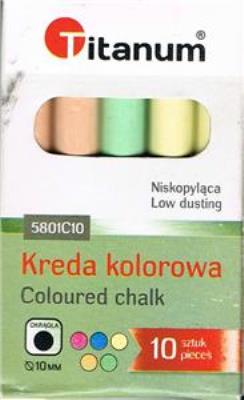 Titanum®
Niskopyląca
Low dusting
5801C10
Kreda kolorowa
Coloured chalk
OKRĄGŁA
10 sztuk
pieces
Ø 10 MM